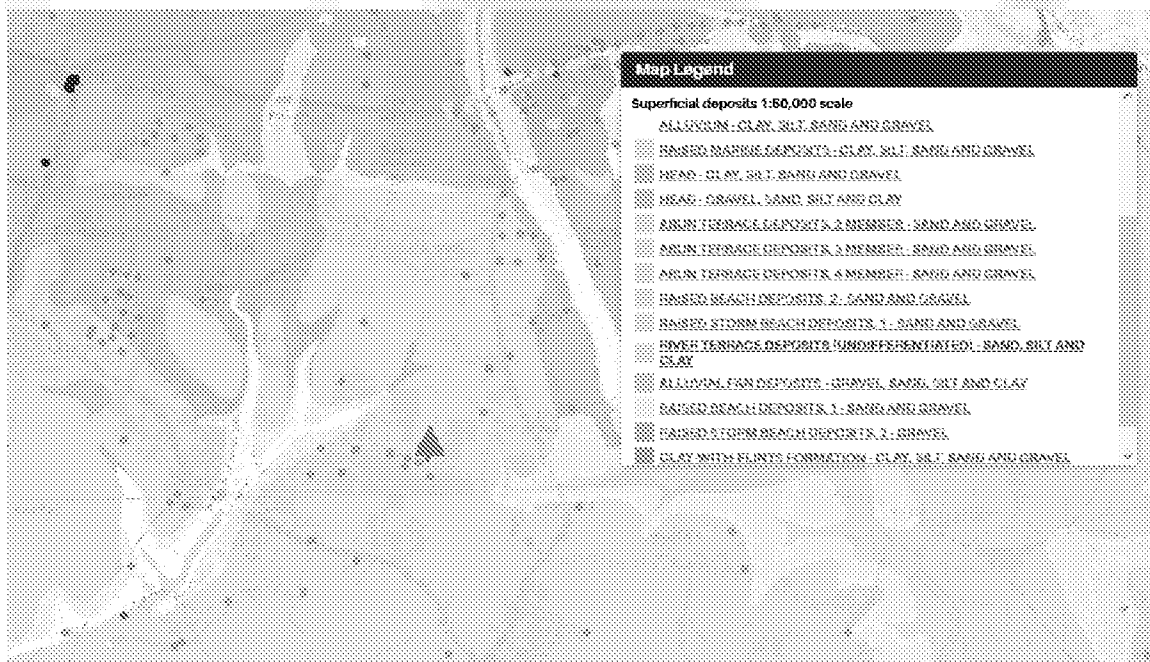 Map Legend
Superficial deposits 1:50,000 scale
ALLUVIUM - CLAY, SILT, SAND AND GRAVEL
RAISED MARINE DEPOSITS - CLAY, SILT, SAND AND GRAVEL
HEAD - CLAY, SILT, SAND AND GRAVEL
HEAD - GRAVEL, SAND, SILT AND CLAY
ARUN TERRACE DEPOSITS, 2 MEMBER - SAND AND GRAVEL
ARUN TERRACE DEPOSITS, 3 MEMBER - SAND AND GRAVEL
ARUN TERRACE DEPOSITS, 4 MEMBER - SAND AND GRAVEL
RAISED BEACH DEPOSITS, 2 - SAND AND GRAVEL
RAISED STORM BEACH DEPOSITS, 1 - SAND AND GRAVEL
RIVER TERRACE DEPOSITS (UNDIFFERENTIATED) - SAND, SILT AND
CLAY
ALLUVIAL FAN DEPOSITS - GRAVEL, SAND, SILT AND CLAY
RAISED BEACH DEPOSITS, 1 - SAND AND GRAVEL
RAISED STORM BEACH DEPOSITS, 2 - GRAVEL
CLAY WITH FLINTS FORMATION - CLAY, SILT, SAND AND GRAVEL